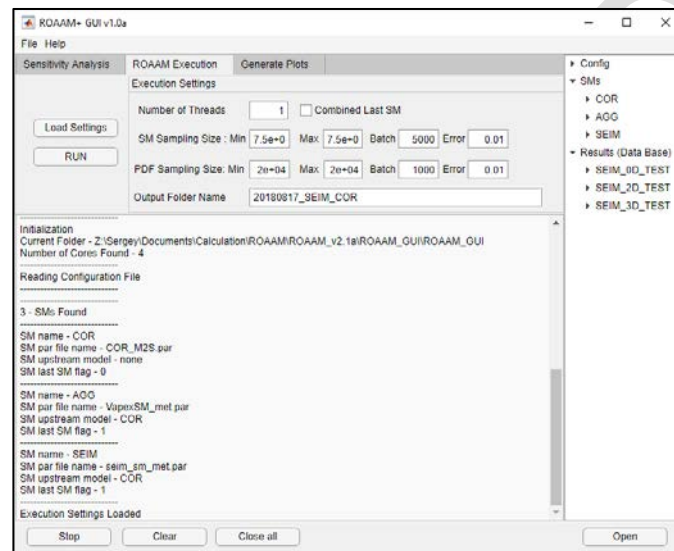 ROAAM+ GUI v1.0a
File Help
Sensitivity Analysis ROAAM Execution Generate Plots
Execution Settings
Number of Threads 1 Combined Last SM
Load Settings
SM Sampling Size : Min 7.5e+0 Max 7.5e+0 Batch 5000 Error 0.01
RUN
PDF Sampling Size: Min 2e+04 Max 2e+04 Batch 1000 Error 0.01
Output Folder Name 20180817_SEIM_COR
Config
SMs
COR
AGG
SEIM
Results (Data Base)
SEIM_0D_TEST
SEIM_2D_TEST
SEIM_3D_TEST
------------------------
Initialization
Current Folder - Z:\Sergey\Documents\Calculation\ROAAM\ROAAM_v2.1a\ROAAM_GUI\ROAAM_GUI
Number of Cores Found - 4
------------------------
Reading Configuration File
------------------------
------------------------
3 - SMs Found
------------------------
SM name - COR
SM par file name - COR_M2S.par
SM upstream model - none
SM last SM flag - 0
------------------------
SM name - AGG
SM par file name - VapexSM_met.par
SM upstream model - COR
SM last SM flag - 1
------------------------
SM name - SEIM
SM par file name - seim_sm_met.par
SM upstream model - COR
SM last SM flag - 1
------------------------
Execution Settings Loaded
Stop Clear Close all Open